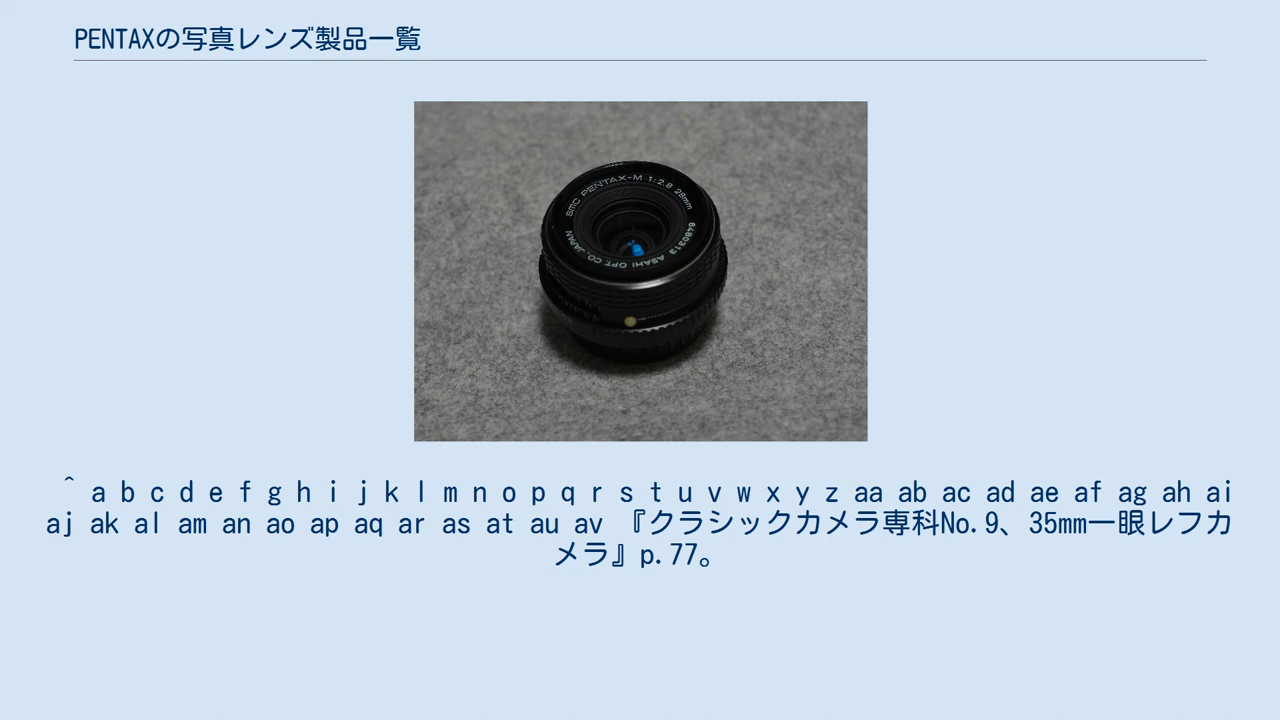 PENTAXの写真レンズ製品一覧
SMC PENTAX-M 1:2.8 28mm
6480313 ASAHI OPT. CO., JAPAN
^ a b c d e f g h i j k l m n o p q r s t u v w x y z aa ab ac ad ae af ag ah ai
aj ak al am an ao ap aq ar as at au av 『クラシックカメラ専科No.9、35mm一眼レフカ
メラ』p.77。